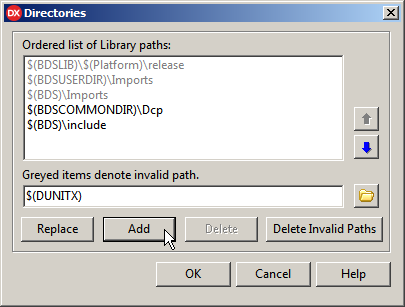 DX Directories
Ordered list of Library paths:
$(BDSLIB)\$(Platform)\release
$(BDSUSERDIR)\Imports
$(BDS)\Imports
$(BDSCOMMONDIR)\Dcp
$(BDS)\include
Greyed items denote invalid path.
$(DUNITX)
Replace Add Delete Delete Invalid Paths
OK Cancel Help